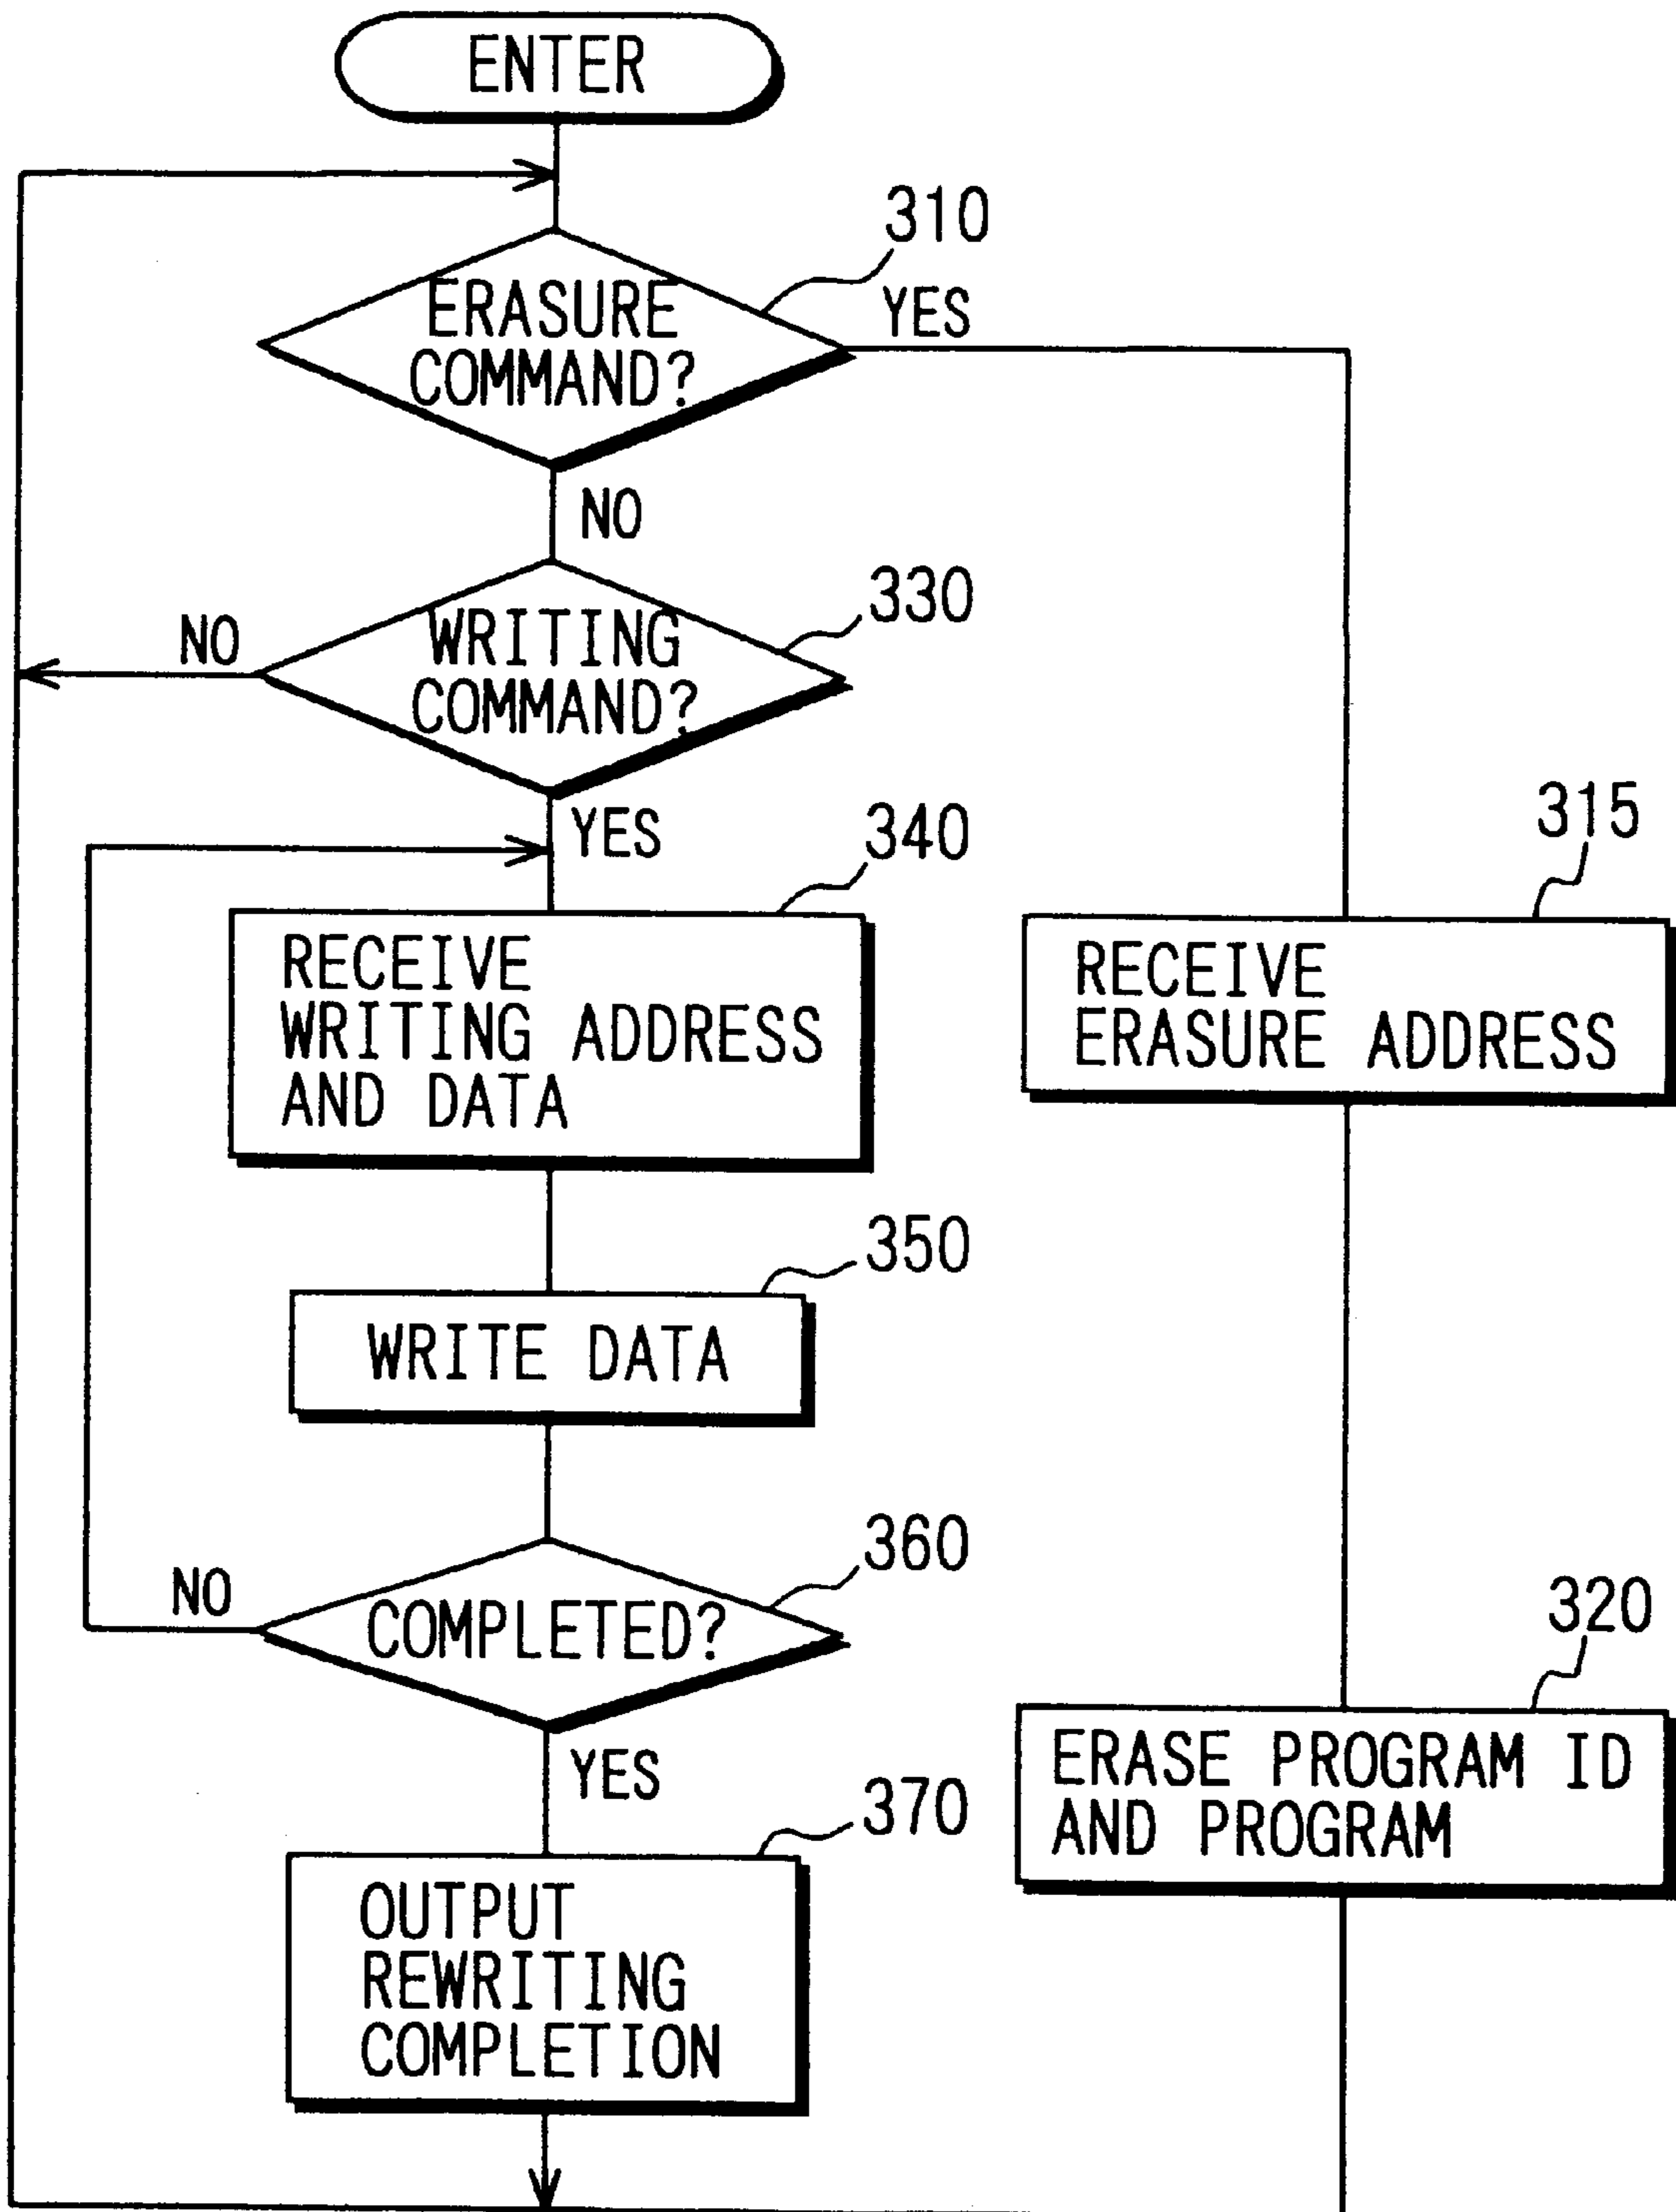 ENTER
310
ERASURE
COMMAND?
YES
NO
330
WRITING
COMMAND?
NO
YES
340
RECEIVE
WRITING ADDRESS
AND DATA
315
RECEIVE
ERASURE ADDRESS
350
WRITE DATA
360
COMPLETED?
NO
YES
320
ERASE PROGRAM ID
AND PROGRAM
370
OUTPUT
REWRITING
COMPLETION